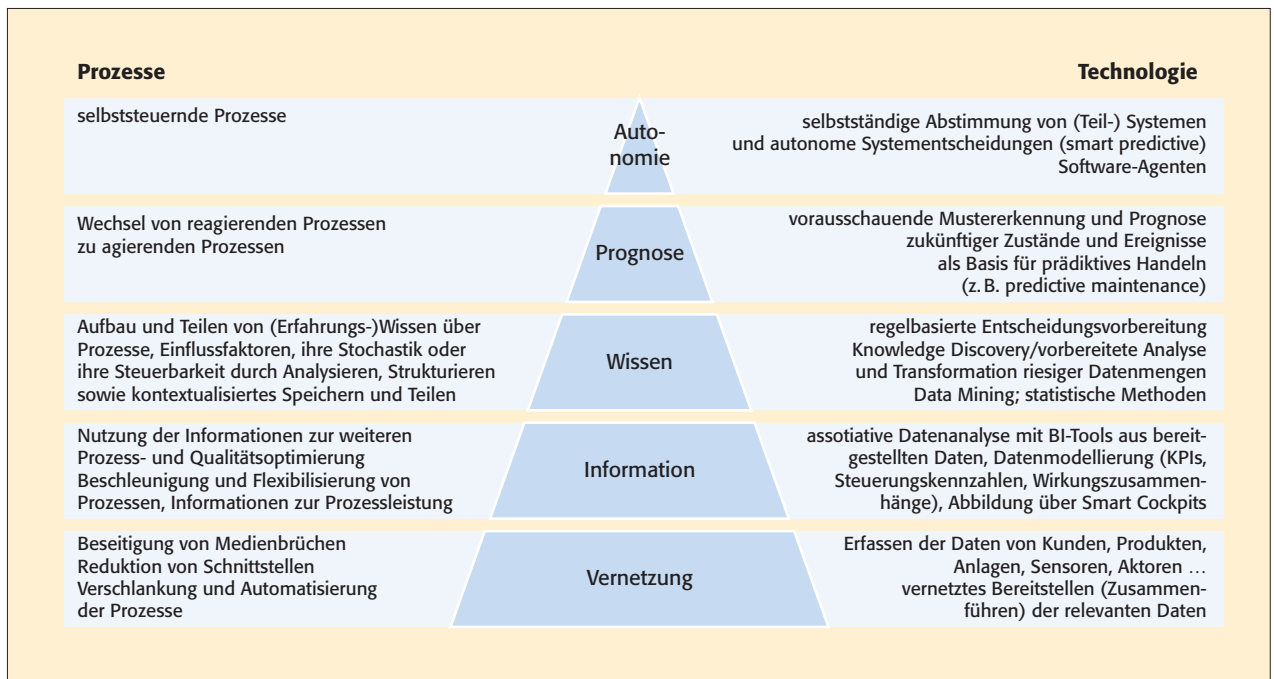 Prozesse
Technologie
selbststeuernde Prozesse
Auto-
nomie
selbstständige Abstimmung von (Teil-) Systemen
und autonome Systementscheidungen (smart predictive)
Software-Agenten
Wechsel von reagierenden Prozessen
zu agierenden Prozessen
Prognose
vorausschauende Mustererkennung und Prognose
zukünftiger Zustände und Ereignisse
als Basis für prädiktives Handeln
(z. B. predictive maintenance)
Aufbau und Teilen von (Erfahrungs-)Wissen über
Prozesse, Einflussfaktoren, ihre Stochastik oder
ihre Steuerbarkeit durch Analysieren, Strukturieren
sowie kontextualisiertes Speichern und Teilen
Wissen
regelbasierte Entscheidungsvorbereitung
Knowledge Discovery/vorbereitete Analyse
und Transformation riesiger Datenmengen
Data Mining; statistische Methoden
Nutzung der Informationen zur weiteren
Prozess- und Qualitätsoptimierung
Beschleunigung und Flexibilisierung von
Prozessen, Informationen zur Prozessleistung
Information
assotiative Datenanalyse mit BI-Tools aus bereit-
gestellten Daten, Datenmodellierung (KPIs,
Steuerungskennzahlen, Wirkungszusammen-
hänge), Abbildung über Smart Cockpits
Beseitigung von Medienbrüchen
Reduktion von Schnittstellen
Verschlankung und Automatisierung
der Prozesse
Vernetzung
Erfassen der Daten von Kunden, Produkten,
Anlagen, Sensoren, Aktoren …
vernetztes Bereitstellen (Zusammen-
führen) der relevanten Daten